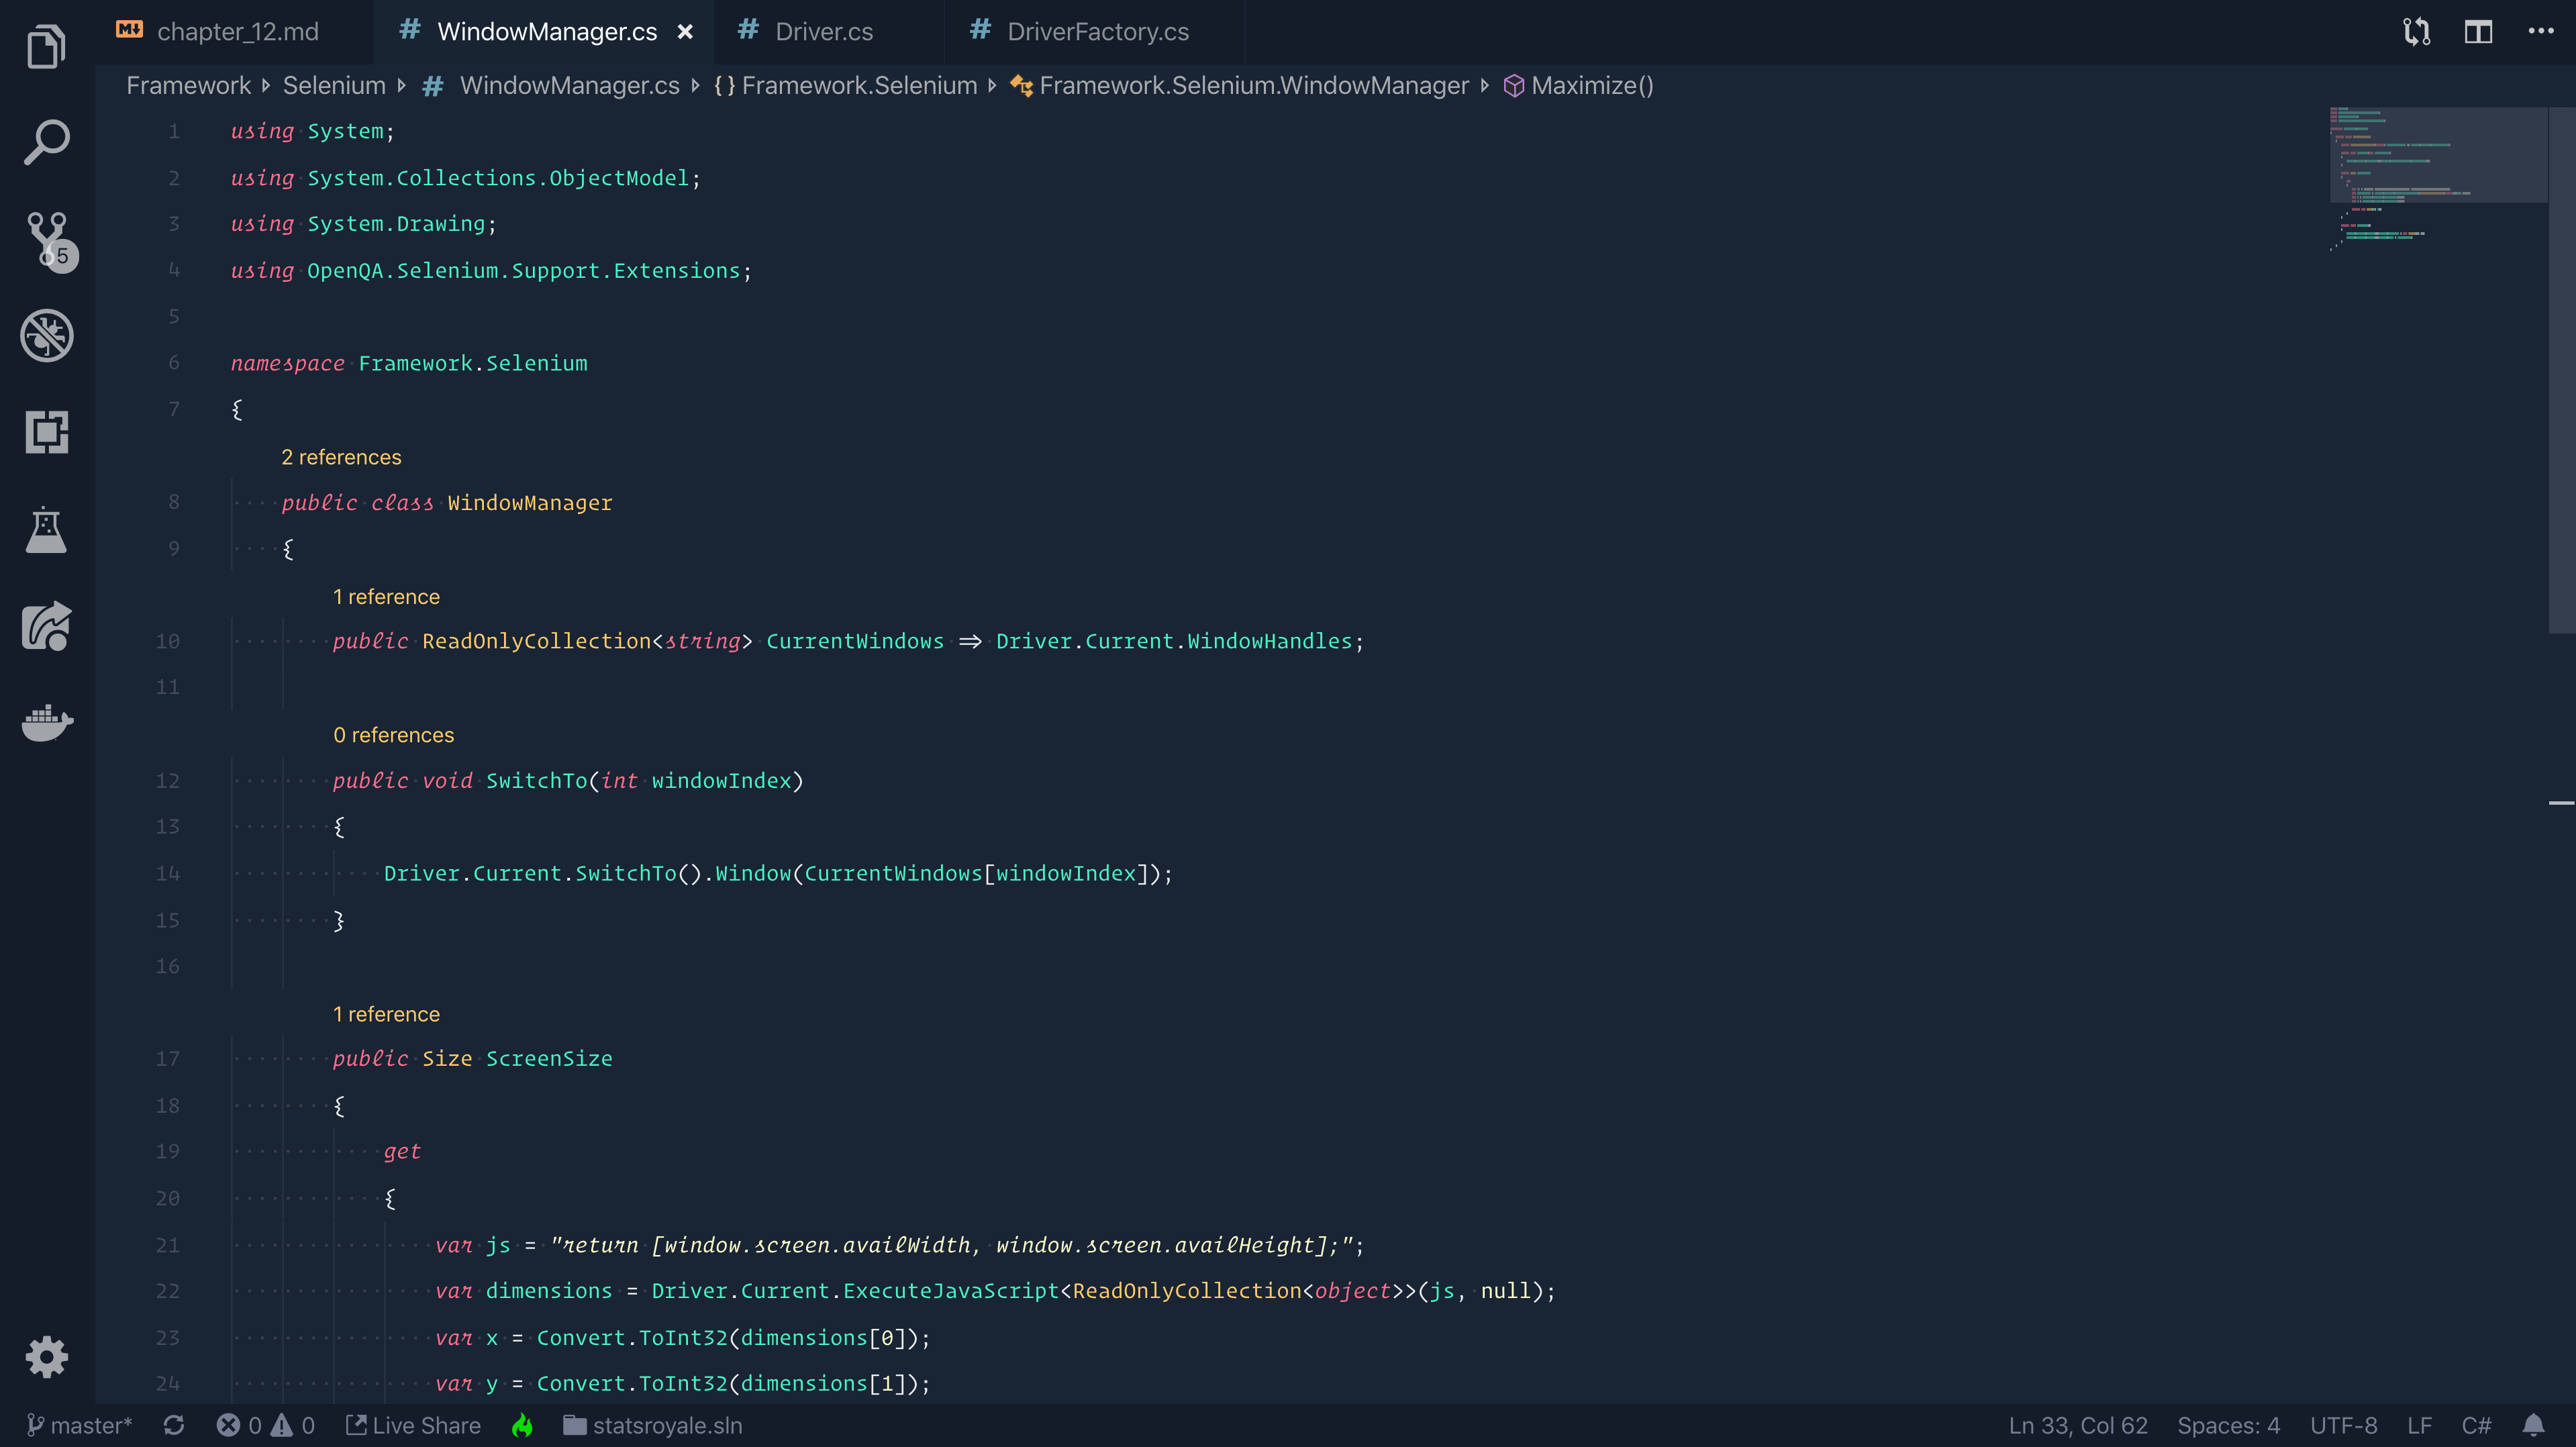 chapter_12.md WindowManager.cs Driver.cs DriverFactory.cs
Framework Selenium # WindowManager.cs {} Framework.Selenium Framework.Selenium.WindowManager Maximize()
1 using System;
2 using System.Collections.ObjectModel;
3 using System.Drawing;
4 using OpenQA.Selenium.Support.Extensions;
5
6 namespace Framework.Selenium
7 {
2 references
8 public class WindowManager
9 {
1 reference
10 public ReadOnlyCollection<string> CurrentWindows => Driver.Current.WindowHandles;
11
0 references
12 public void SwitchTo(int windowIndex)
13 {
14 Driver.Current.SwitchTo().Window(CurrentWindows[windowIndex]);
15 }
16
1 reference
17 public Size ScreenSize
18 {
19 get
20 {
21 var js = "return [window.screen.availWidth, window.screen.availHeight];";
22 var dimensions = Driver.Current.ExecuteJavaScript<ReadOnlyCollection<object>>(js, null);
23 var x = Convert.ToInt32(dimensions[0]);
24 var y = Convert.ToInt32(dimensions[1]);
5
master* 0 0 Live Share statsroyale.sln Ln 33, Col 62 Spaces: 4 UTF-8 LF C#